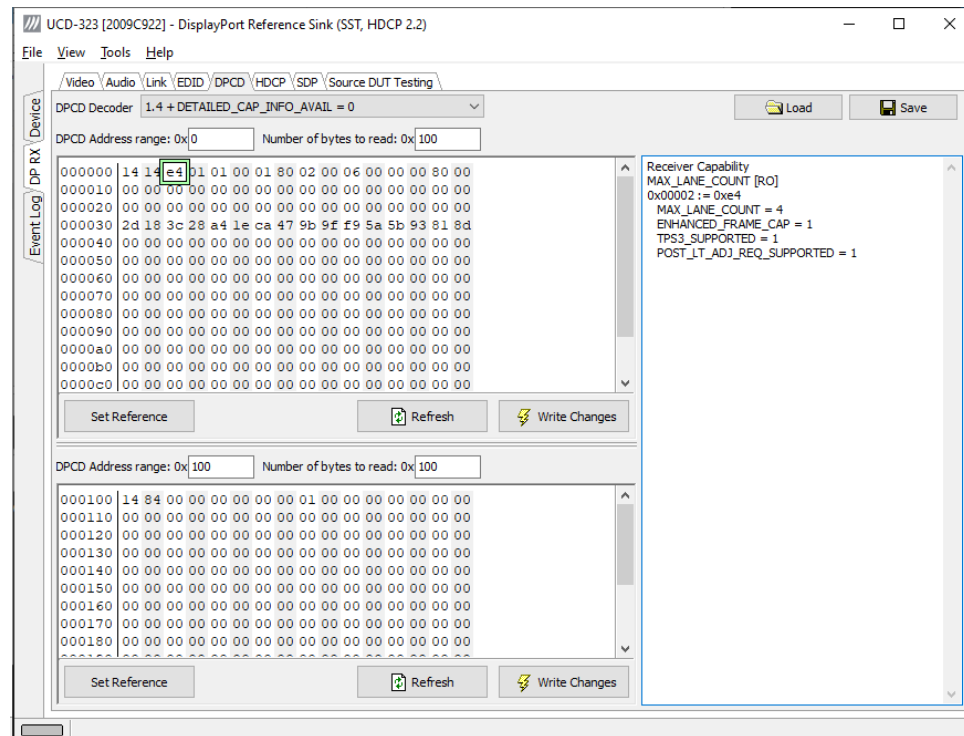 UCD-323 [2009C922] - DisplayPort Reference Sink (SST, HDCP 2.2)
File View Tools Help
Video Audio Link EDID DPCD HDCP SDP Source DUT Testing
Device
DP RX
Event Log
DPCD Decoder 1.4 + DETAILED_CAP_INFO_AVAIL = 0
Load Save
DPCD Address range: 0x 0 Number of bytes to read: 0x 100
000000 14 14 e4 01 01 00 01 80 02 00 06 00 00 00 80 00
000010 00 00 00 00 00 00 00 00 00 00 00 00 00 00 00 00
000020 00 00 00 00 00 00 00 00 00 00 00 00 00 00 00 00
000030 2d 18 3c 28 a4 1e ca 47 9b 9f f9 5a 5b 93 81 8d
000040 00 00 00 00 00 00 00 00 00 00 00 00 00 00 00 00
000050 00 00 00 00 00 00 00 00 00 00 00 00 00 00 00 00
000060 00 00 00 00 00 00 00 00 00 00 00 00 00 00 00 00
000070 00 00 00 00 00 00 00 00 00 00 00 00 00 00 00 00
000080 00 00 00 00 00 00 00 00 00 00 00 00 00 00 00 00
000090 00 00 00 00 00 00 00 00 00 00 00 00 00 00 00 00
0000a0 00 00 00 00 00 00 00 00 00 00 00 00 00 00 00 00
0000b0 00 00 00 00 00 00 00 00 00 00 00 00 00 00 00 00
0000c0 00 00 00 00 00 00 00 00 00 00 00 00 00 00 00 00
Set Reference Refresh Write Changes
DPCD Address range: 0x 100 Number of bytes to read: 0x 100
000100 14 84 00 00 00 00 00 00 01 00 00 00 00 00 00 00
000110 00 00 00 00 00 00 00 00 00 00 00 00 00 00 00 00
000120 00 00 00 00 00 00 00 00 00 00 00 00 00 00 00 00
000130 00 00 00 00 00 00 00 00 00 00 00 00 00 00 00 00
000140 00 00 00 00 00 00 00 00 00 00 00 00 00 00 00 00
000150 00 00 00 00 00 00 00 00 00 00 00 00 00 00 00 00
000160 00 00 00 00 00 00 00 00 00 00 00 00 00 00 00 00
000170 00 00 00 00 00 00 00 00 00 00 00 00 00 00 00 00
000180 00 00 00 00 00 00 00 00 00 00 00 00 00 00 00 00
Set Reference Refresh Write Changes
Receiver Capability
MAX_LANE_COUNT [RO]
0x00002 := 0xe4
MAX_LANE_COUNT = 4
ENHANCED_FRAME_CAP = 1
TPS3_SUPPORTED = 1
POST_LT_ADJ_REQ_SUPPORTED = 1